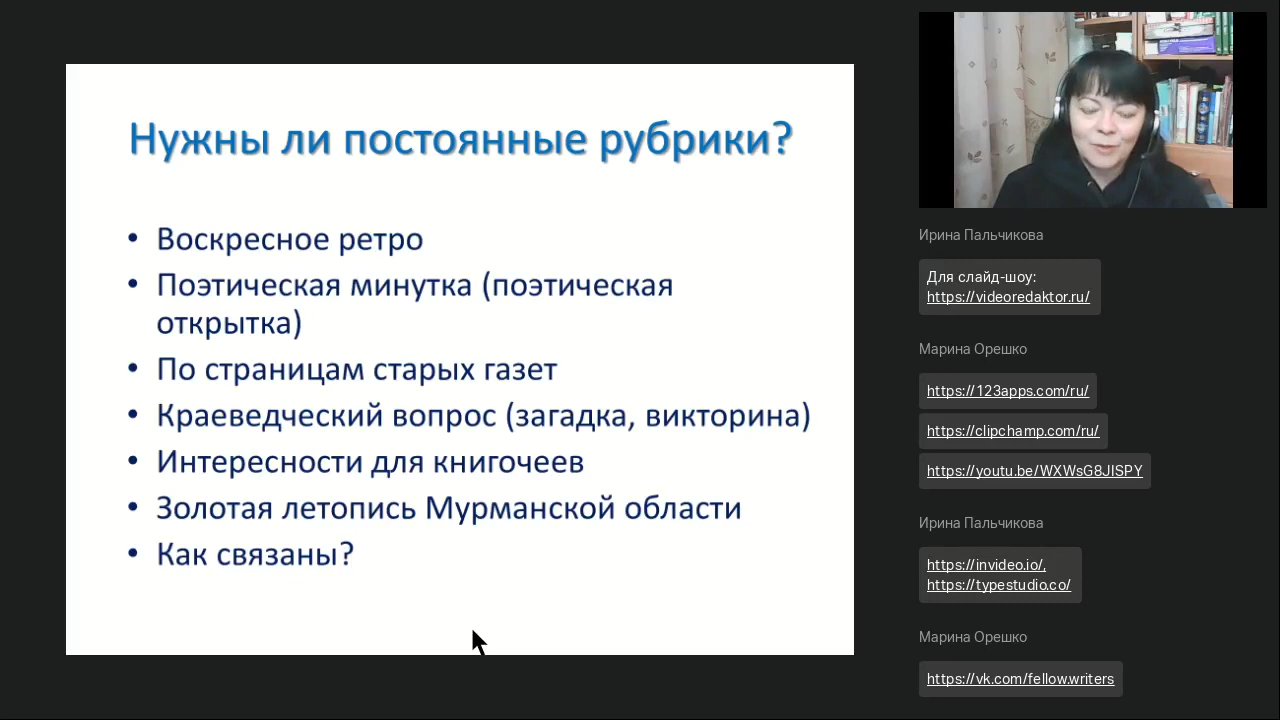 Нужны ли постоянные рубрики?
• Воскресное ретро
• Поэтическая минутка (поэтическая
открытка)
• По страницам старых газет
• Краеведческий вопрос (загадка, викторина)
• Интересности для книгочеев
• Золотая летопись Мурманской области
• Как связаны?
Ирина Пальчикова
Для слайд-шоу:
https://videoredaktor.ru/
Марина Орешко
https://123apps.com/ru/
https://clipchamp.com/ru/
https://youtu.be/WXWsG8JISPY
Ирина Пальчикова
https://invideo.io/,
https://typestudio.co/
Марина Орешко
https://vk.com/fellow.writers